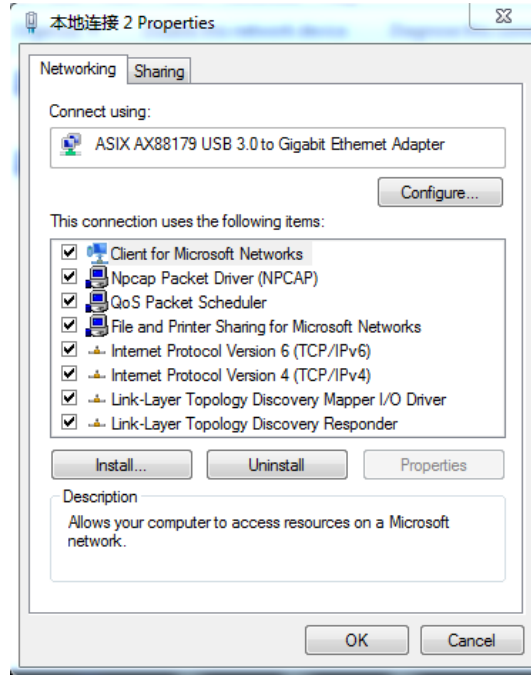 本地连接 2 Properties
Networking
Sharing
Connect using:
ASIX AX88179 USB 3.0 to Gigabit Ethernet Adapter
Configure...
This connection uses the following items:
Client for Microsoft Networks
Npcap Packet Driver (NPCAP)
QoS Packet Scheduler
File and Printer Sharing for Microsoft Networks
Internet Protocol Version 6 (TCP/IPv6)
Internet Protocol Version 4 (TCP/IPv4)
Link-Layer Topology Discovery Mapper I/O Driver
Link-Layer Topology Discovery Responder
Install...
Uninstall
Properties
Description
Allows your computer to access resources on a Microsoft
network.
OK
Cancel